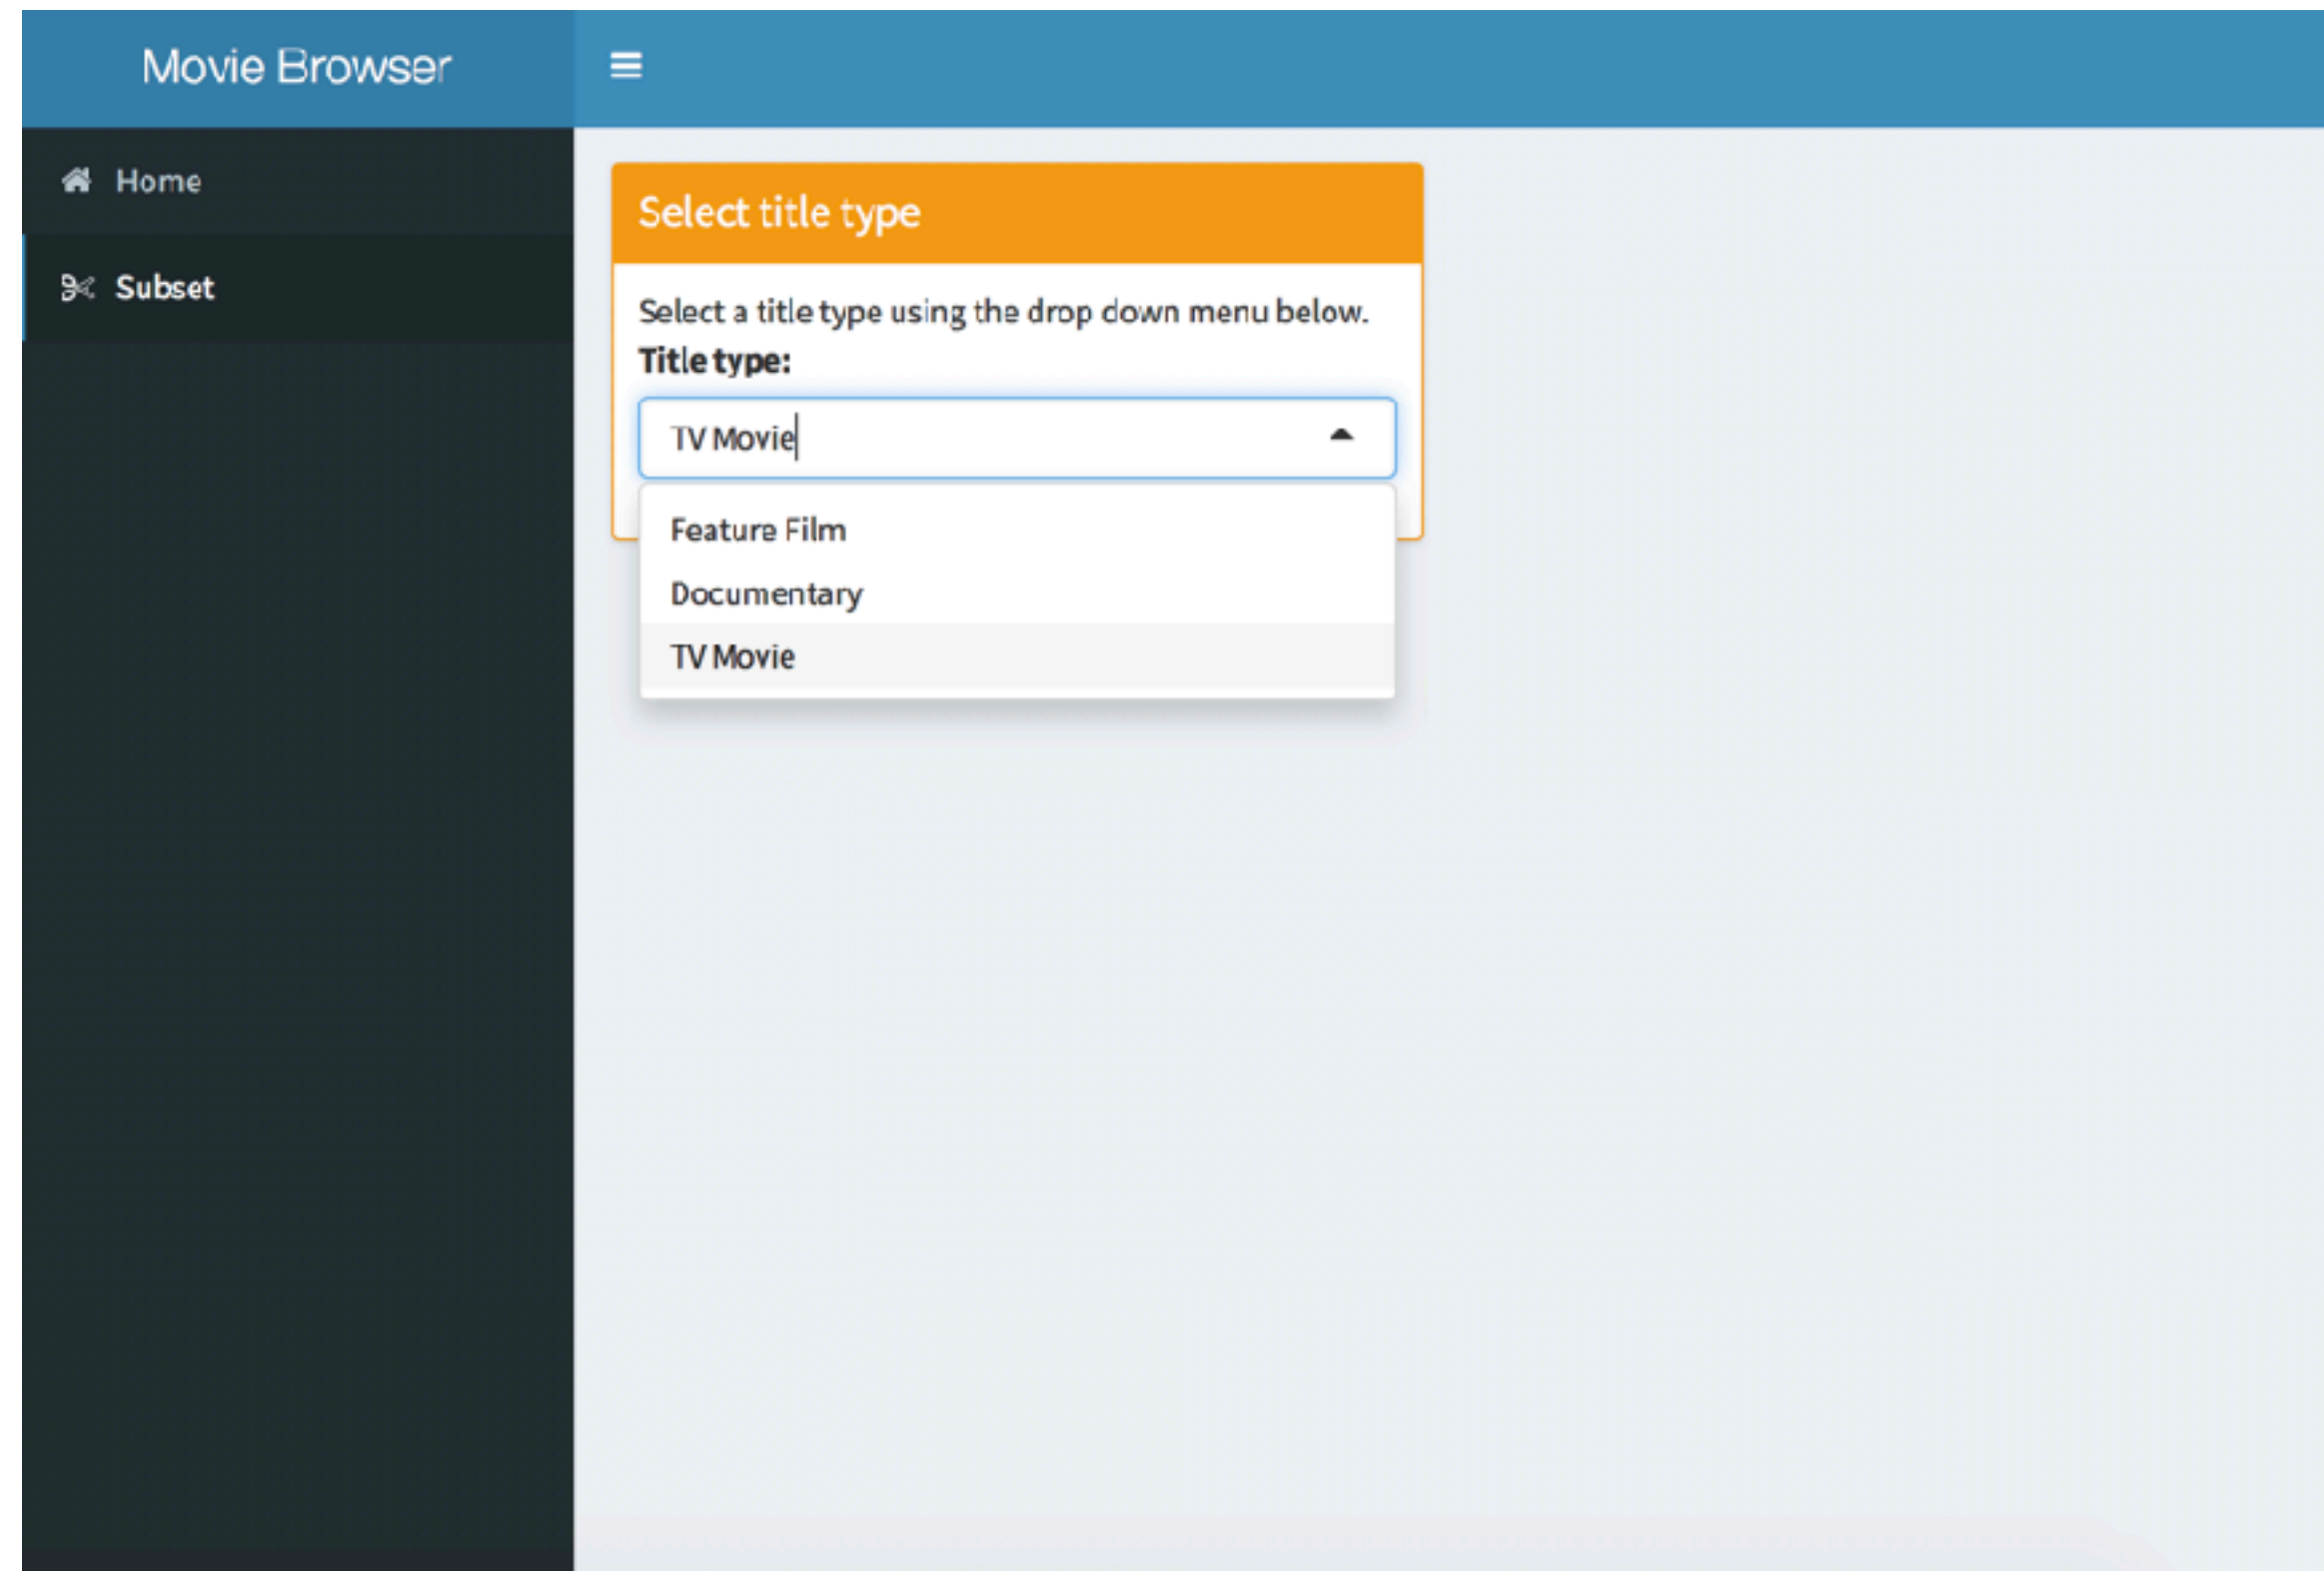 Movie Browser
Home
Subset
Select title type
Select a title type using the drop down menu below.
Title type:
TV Movie
Feature Film
Documentary
TV Movie